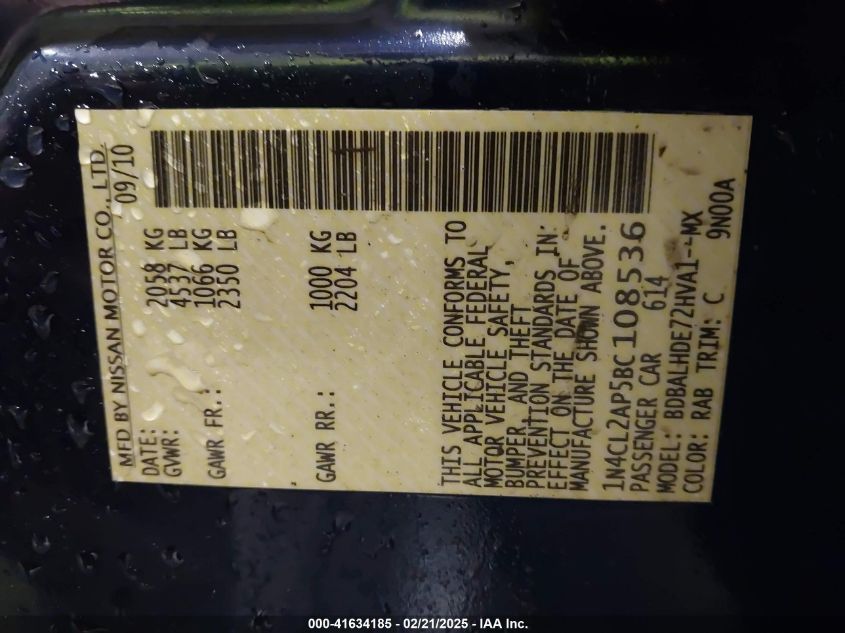 MFD BY NISSAN MOTOR CO., LTD.
DATE: 09/10
GVWR: 2058 KG
4537 LB
GAWR FR.: 1066 KG
2350 LB
GAWR RR.: 1000 KG
2204 LB
THIS VEHICLE CONFORMS TO
ALL APPLICABLE FEDERAL
MOTOR VEHICLE SAFETY,
BUMPER, AND THEFT
PREVENTION STANDARDS IN
EFFECT ON THE DATE OF
MANUFACTURE SHOWN ABOVE.
1N4CL2AP5BC108536
PASSENGER CAR 614
MODEL: BDBALHDE72HVA1--MX
COLOR: RAB TRIM: C 9N00A
000-41634185 - 02/21/2025 - IAA Inc.